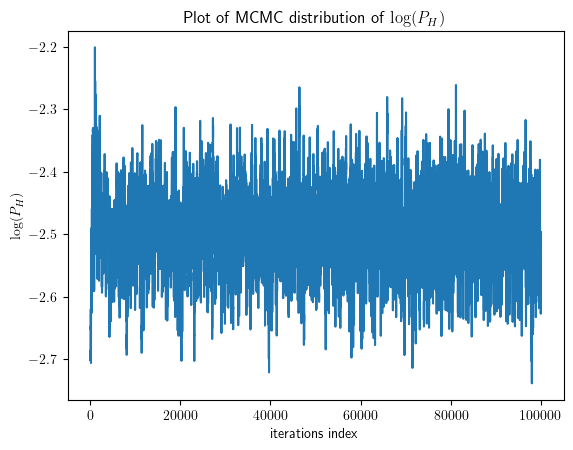 Plot of MCMC distribution of log(P_H)
−2.2
−2.3
−2.4
−2.5
−2.6
−2.7
log(P_H)
0 20000 40000 60000 80000 100000
iterations index